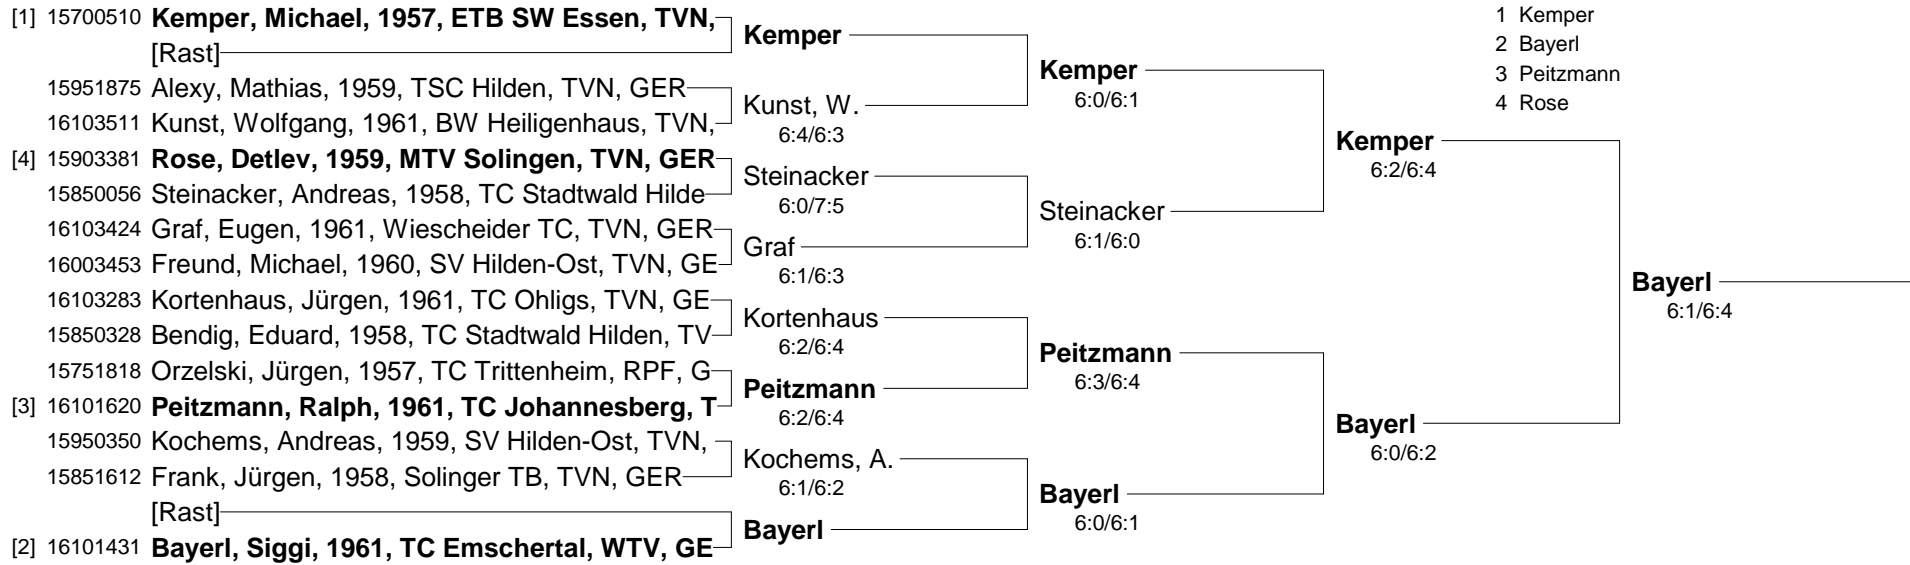 [1] 15700510 Kemper, Michael, 1957, ETB SW Essen, TVN,
[Rast]
15951875 Alexy, Mathias, 1959, TSC Hilden, TVN, GER
16103511 Kunst, Wolfgang, 1961, BW Heiligenhaus, TVN,
[4] 15903381 Rose, Detlev, 1959, MTV Solingen, TVN, GER
15850056 Steinacker, Andreas, 1958, TC Stadtwald Hilde
16103424 Graf, Eugen, 1961, Wiescheider TC, TVN, GER
16003453 Freund, Michael, 1960, SV Hilden-Ost, TVN, GE
16103283 Kortenhaus, Jürgen, 1961, TC Ohligs, TVN, GE
15850328 Bendig, Eduard, 1958, TC Stadtwald Hilden, TV
15751818 Orzelski, Jürgen, 1957, TC Trittenheim, RPF, G
[3] 16101620 Peitzmann, Ralph, 1961, TC Johannesberg, T
15950350 Kochems, Andreas, 1959, SV Hilden-Ost, TVN,
15851612 Frank, Jürgen, 1958, Solinger TB, TVN, GER
[Rast]
[2] 16101431 Bayerl, Siggi, 1961, TC Emschertal, WTV, GE
Kemper
Kunst, W.
6:4/6:3
Steinacker
6:0/7:5
Graf
6:1/6:3
Kortenhaus
6:2/6:4
Peitzmann
6:2/6:4
Kochems, A.
6:1/6:2
Bayerl
Kemper
6:0/6:1
Steinacker
6:1/6:0
Peitzmann
6:3/6:4
Bayerl
6:0/6:1
Kemper
6:2/6:4
Bayerl
6:0/6:2
Bayerl
6:1/6:4
1 Kemper
2 Bayerl
3 Peitzmann
4 Rose